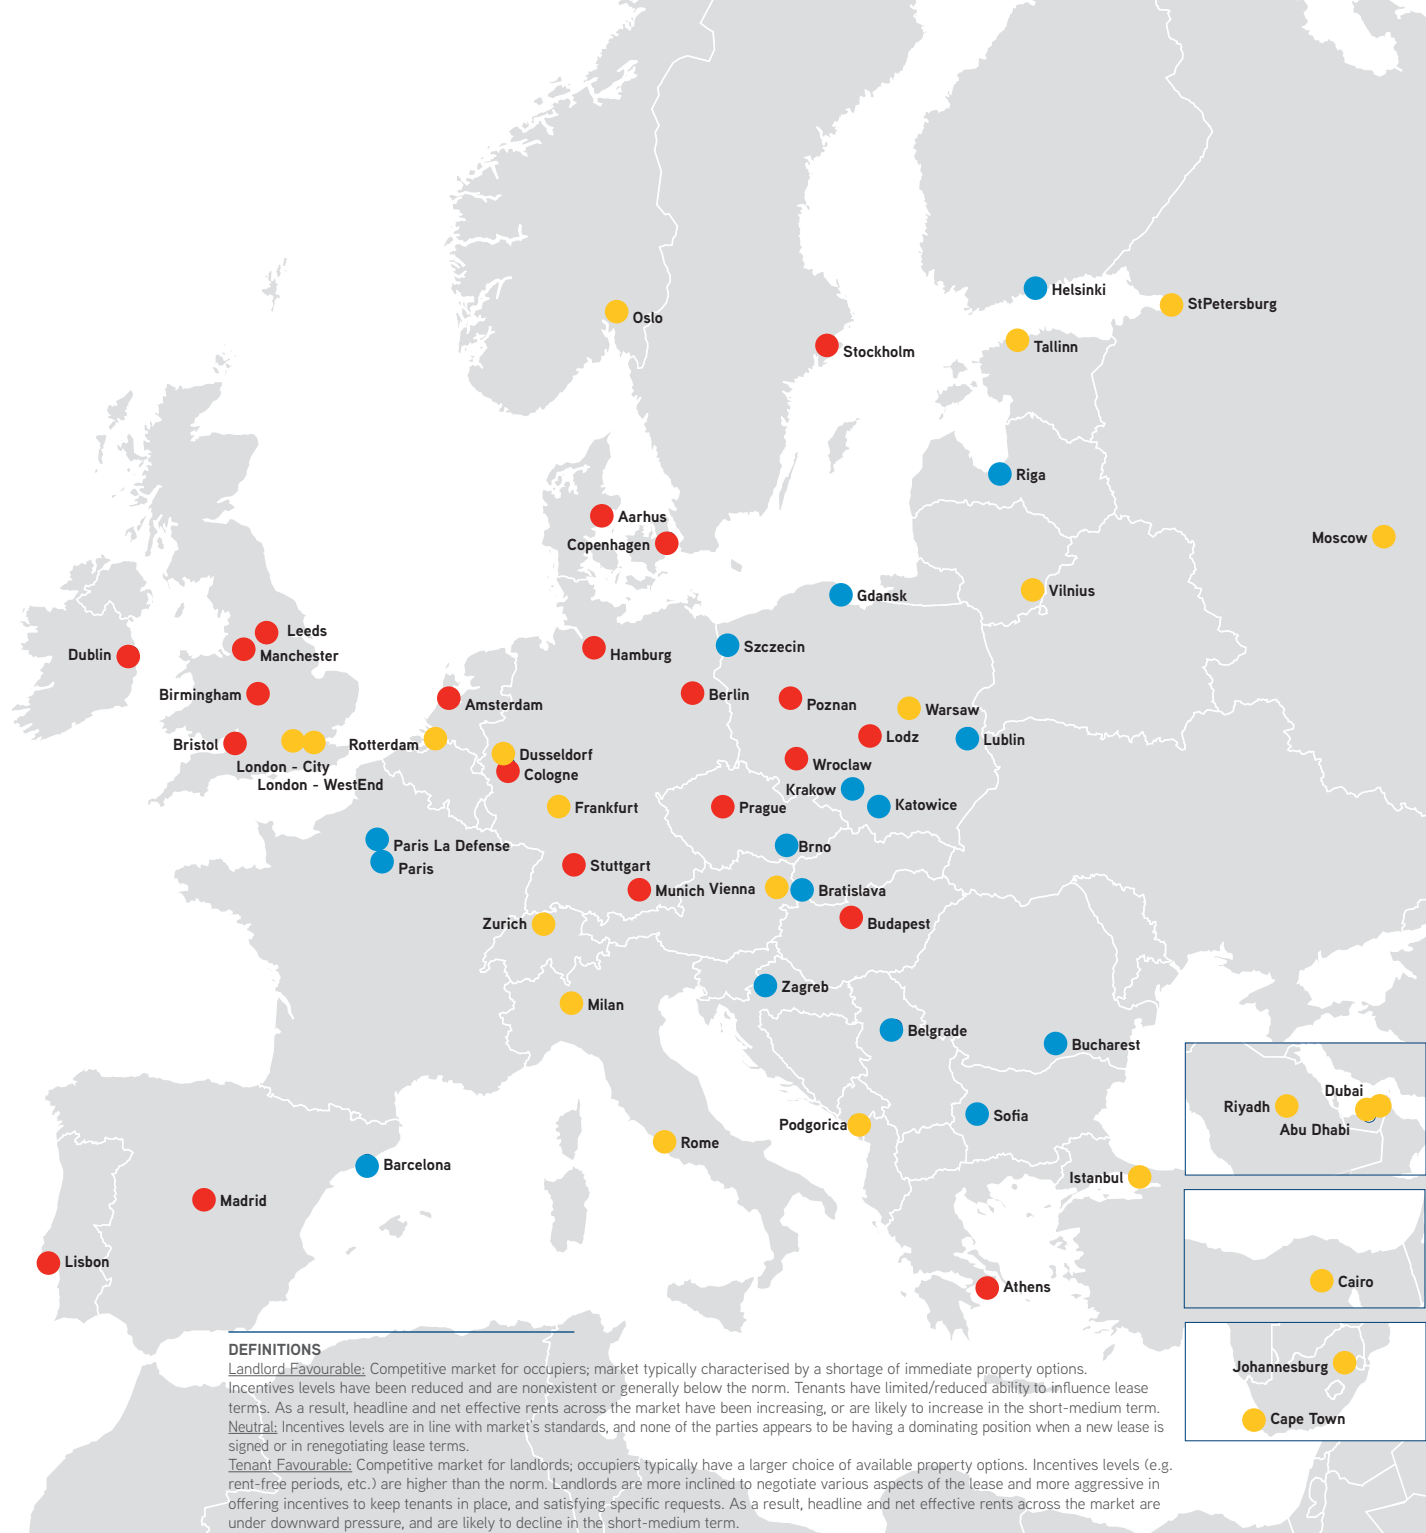 Helsinki
StPetersburg
Oslo
Tallinn
Stockholm
Riga
Aarhus
Moscow
Copenhagen
Vilnius
Gdansk
Leeds
Szczecin
Dublin
Manchester
Hamburg
Birmingham
Berlin
Amsterdam
Poznan
Warsaw
Bristol
Rotterdam
Lodz
Lublin
Dusseldorf
London - City
Wroclaw
Cologne
London - WestEnd
Krakow
Frankfurt
Prague
Katowice
Paris La Defense
Brno
Paris
Stuttgart
Munich
Vienna
Bratislava
Zurich
Budapest
Zagreb
Milan
Belgrade
Bucharest
Dubai
Riyadh
Sofia
Podgorica
Abu Dhabi
Rome
Barcelona
Istanbul
Madrid
Lisbon
Cairo
Athens
DEFINITIONS
Landlord Favourable: Competitive market for occupiers; market typically characterised by a shortage of immediate property options.
Incentives levels have been reduced and are nonexistent or generally below the norm. Tenants have limited/reduced ability to influence lease
terms. As a result, headline and net effective rents across the market have been increasing, or are likely to increase in the short-medium term.
Neutral: Incentives levels are in line with market's standards, and none of the parties appears to be having a dominating position when a new lease is
signed or in renegotiating lease terms.
Tenant Favourable: Competitive market for landlords; occupiers typically have a larger choice of available property options. Incentives levels (e.g.
rent-free periods, etc.) are higher than the norm. Landlords are more inclined to negotiate various aspects of the lease and more aggressive in
offering incentives to keep tenants in place, and satisfying specific requests. As a result, headline and net effective rents across the market are
under downward pressure, and are likely to decline in the short-medium term.
Johannesburg
Cape Town